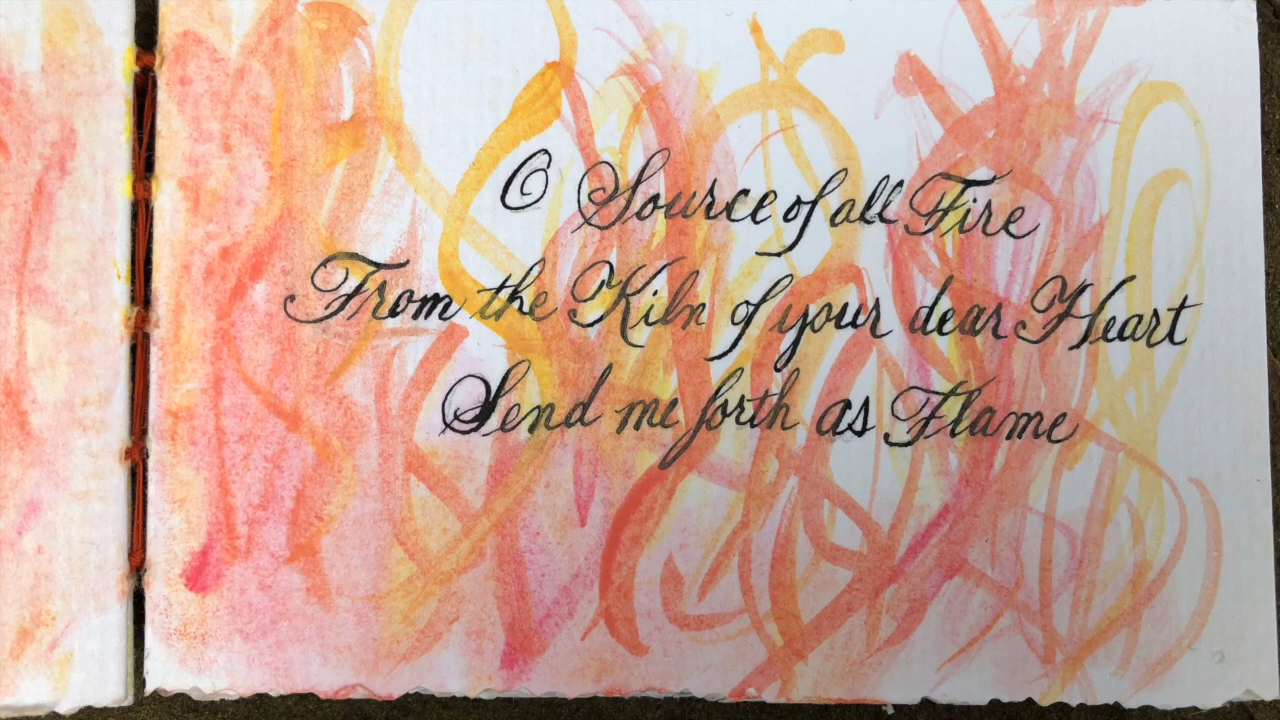 O Source of all Fire
From the Kiln of your dear Heart
Send me forth as Flame